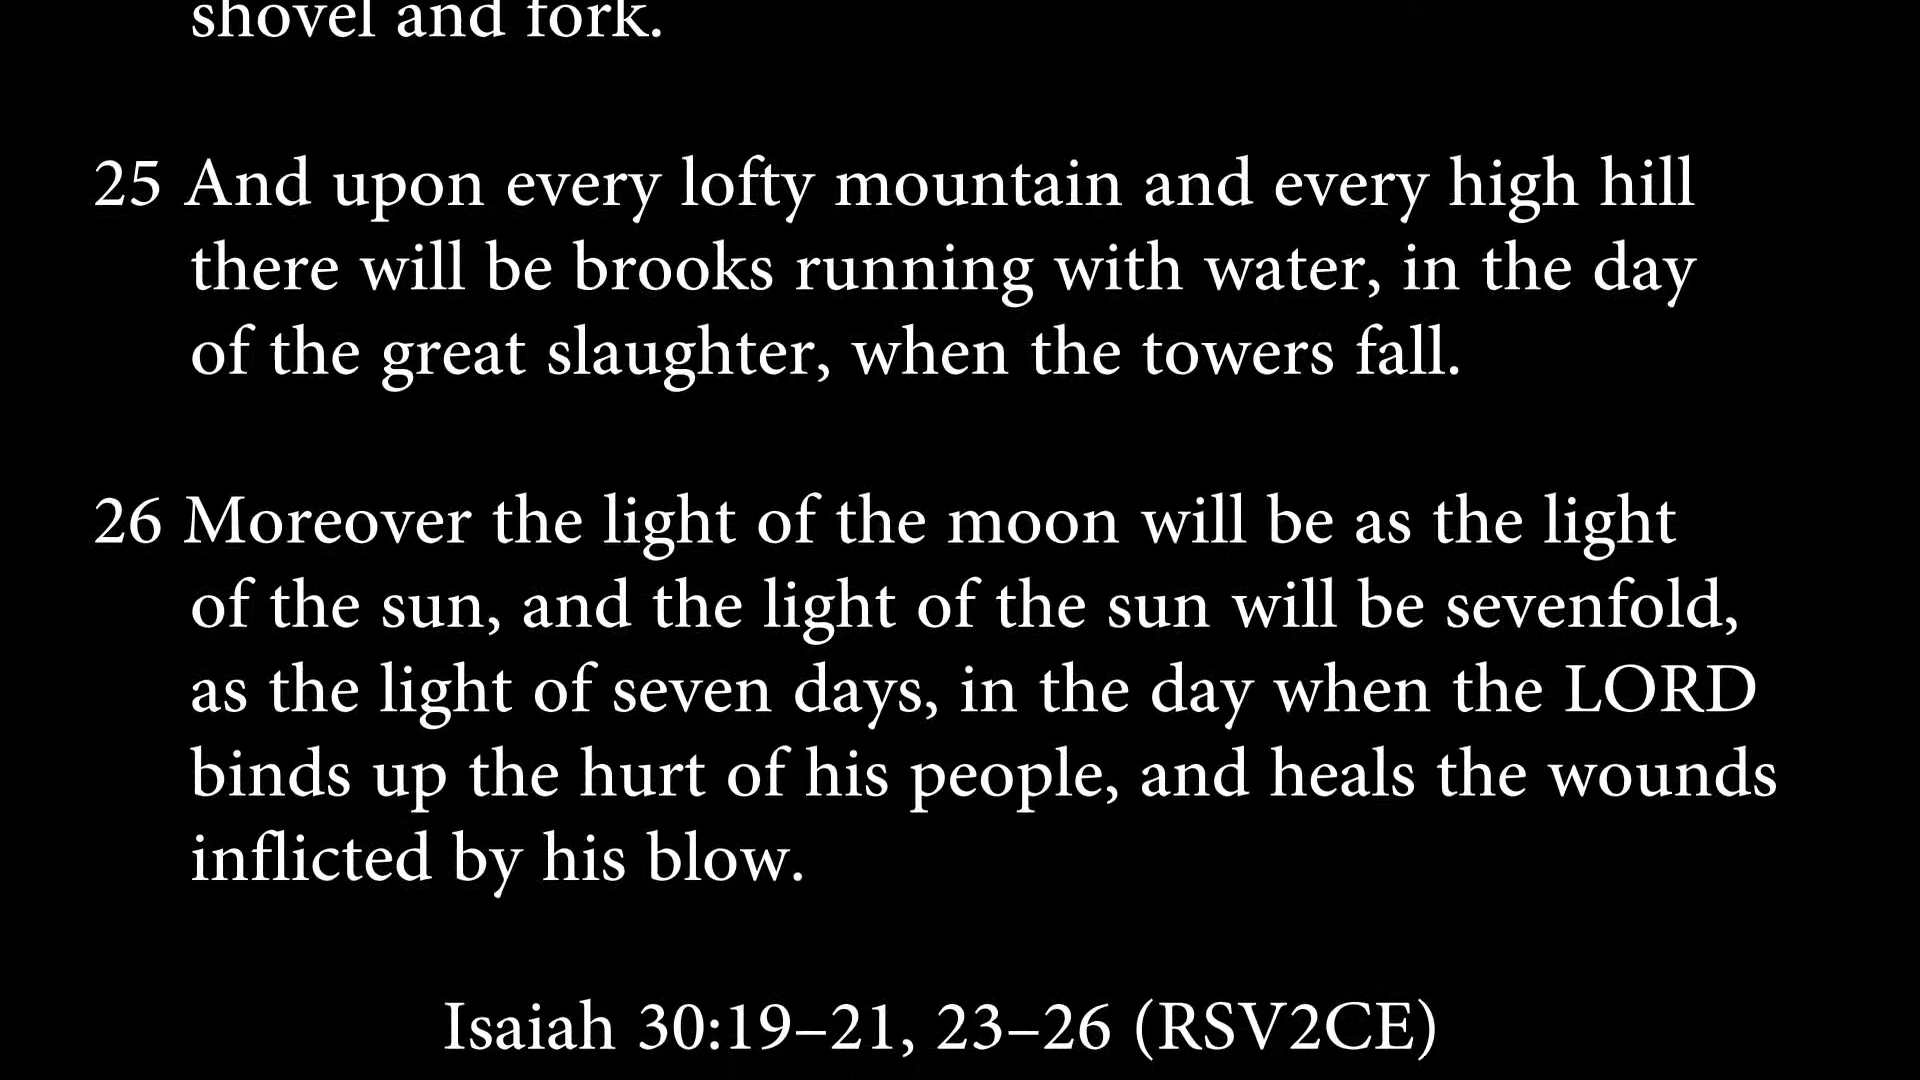 shovel and fork.
25 And upon every lofty mountain and every high hill
there will be brooks running with water, in the day
of the great slaughter, when the towers fall.
26 Moreover the light of the moon will be as the light
of the sun, and the light of the sun will be sevenfold,
as the light of seven days, in the day when the LORD
binds up the hurt of his people, and heals the wounds
inflicted by his blow.
Isaiah 30:19–21, 23–26 (RSV2CE)